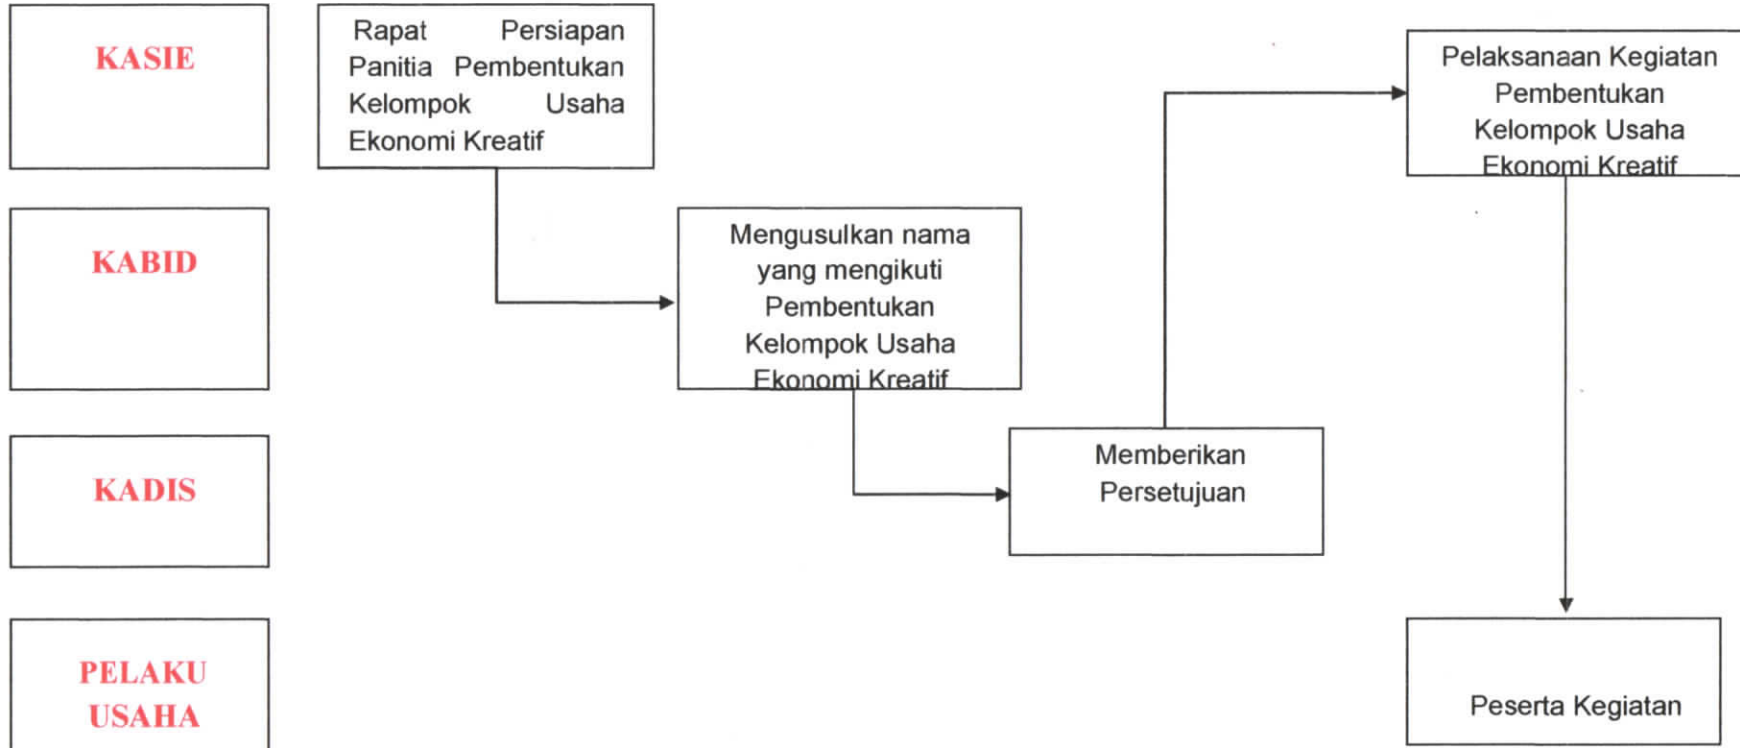 KASIE
Rapat Persiapan
Panitia Pembentukan
Kelompok Usaha
Ekonomi Kreatif
Pelaksanaan Kegiatan
Pembentukan
Kelompok Usaha
Ekonomi Kreatif
KABID
Mengusulkan nama
yang mengikuti
Pembentukan
Kelompok Usaha
Ekonomi Kreatif
KADIS
Memberikan
Persetujuan
PELAKU
USAHA
Peserta Kegiatan